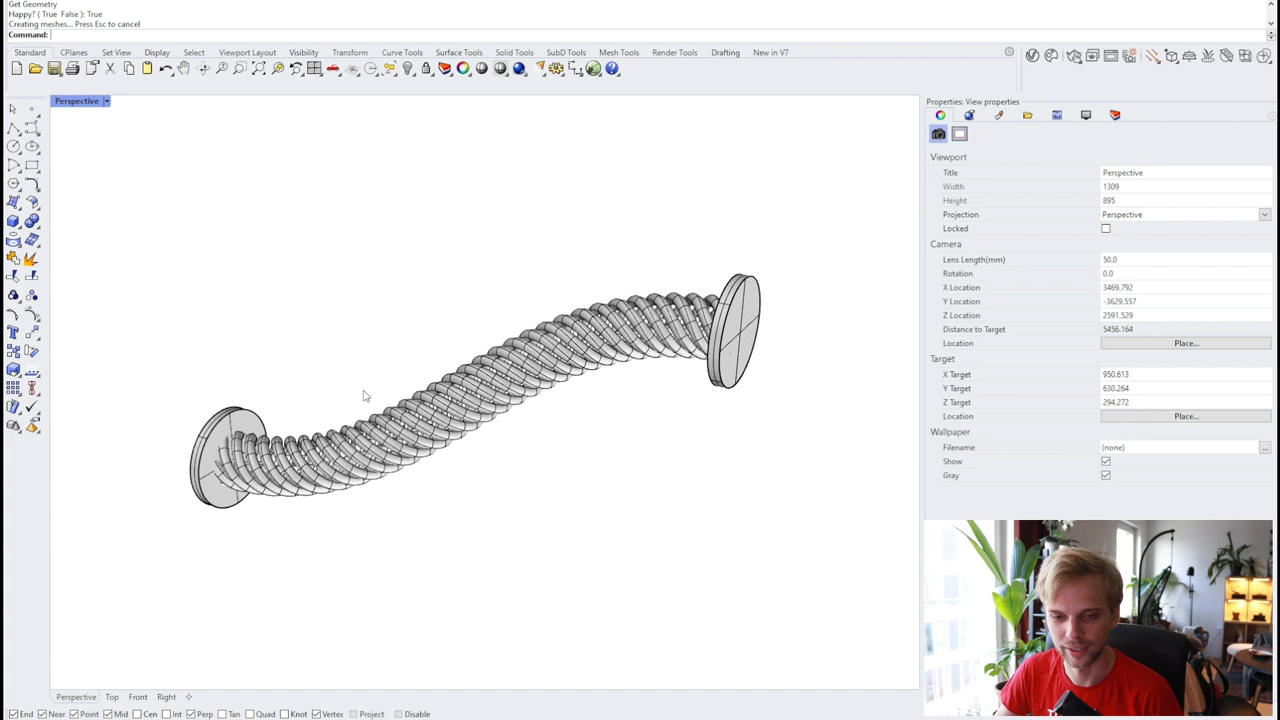 Get Geometry
Happy? ( True False ): True
Creating meshes... Press Esc to cancel
Command:
Standard CPlanes Set View Display Select Viewport Layout Visibility Transform Curve Tools Surface Tools Solid Tools SubD Tools Mesh Tools Render Tools Drafting New in V7
Perspective
Properties: View properties
Viewport
Title Perspective
Width 1309
Height 895
Projection Perspective
Locked
Camera
Lens Length(mm) 50.0
Rotation 0.0
X Location 3469.792
Y Location -3629.557
Z Location 2591.529
Distance to Target 5456.164
Location Place...
Target
X Target 950.613
Y Target 630.264
Z Target 294.272
Location Place...
Wallpaper
Filename (none) ...
Show
Gray
Perspective Top Front Right
End Near Point Mid Cen Int Perp Tan Quad Knot Vertex Project Disable